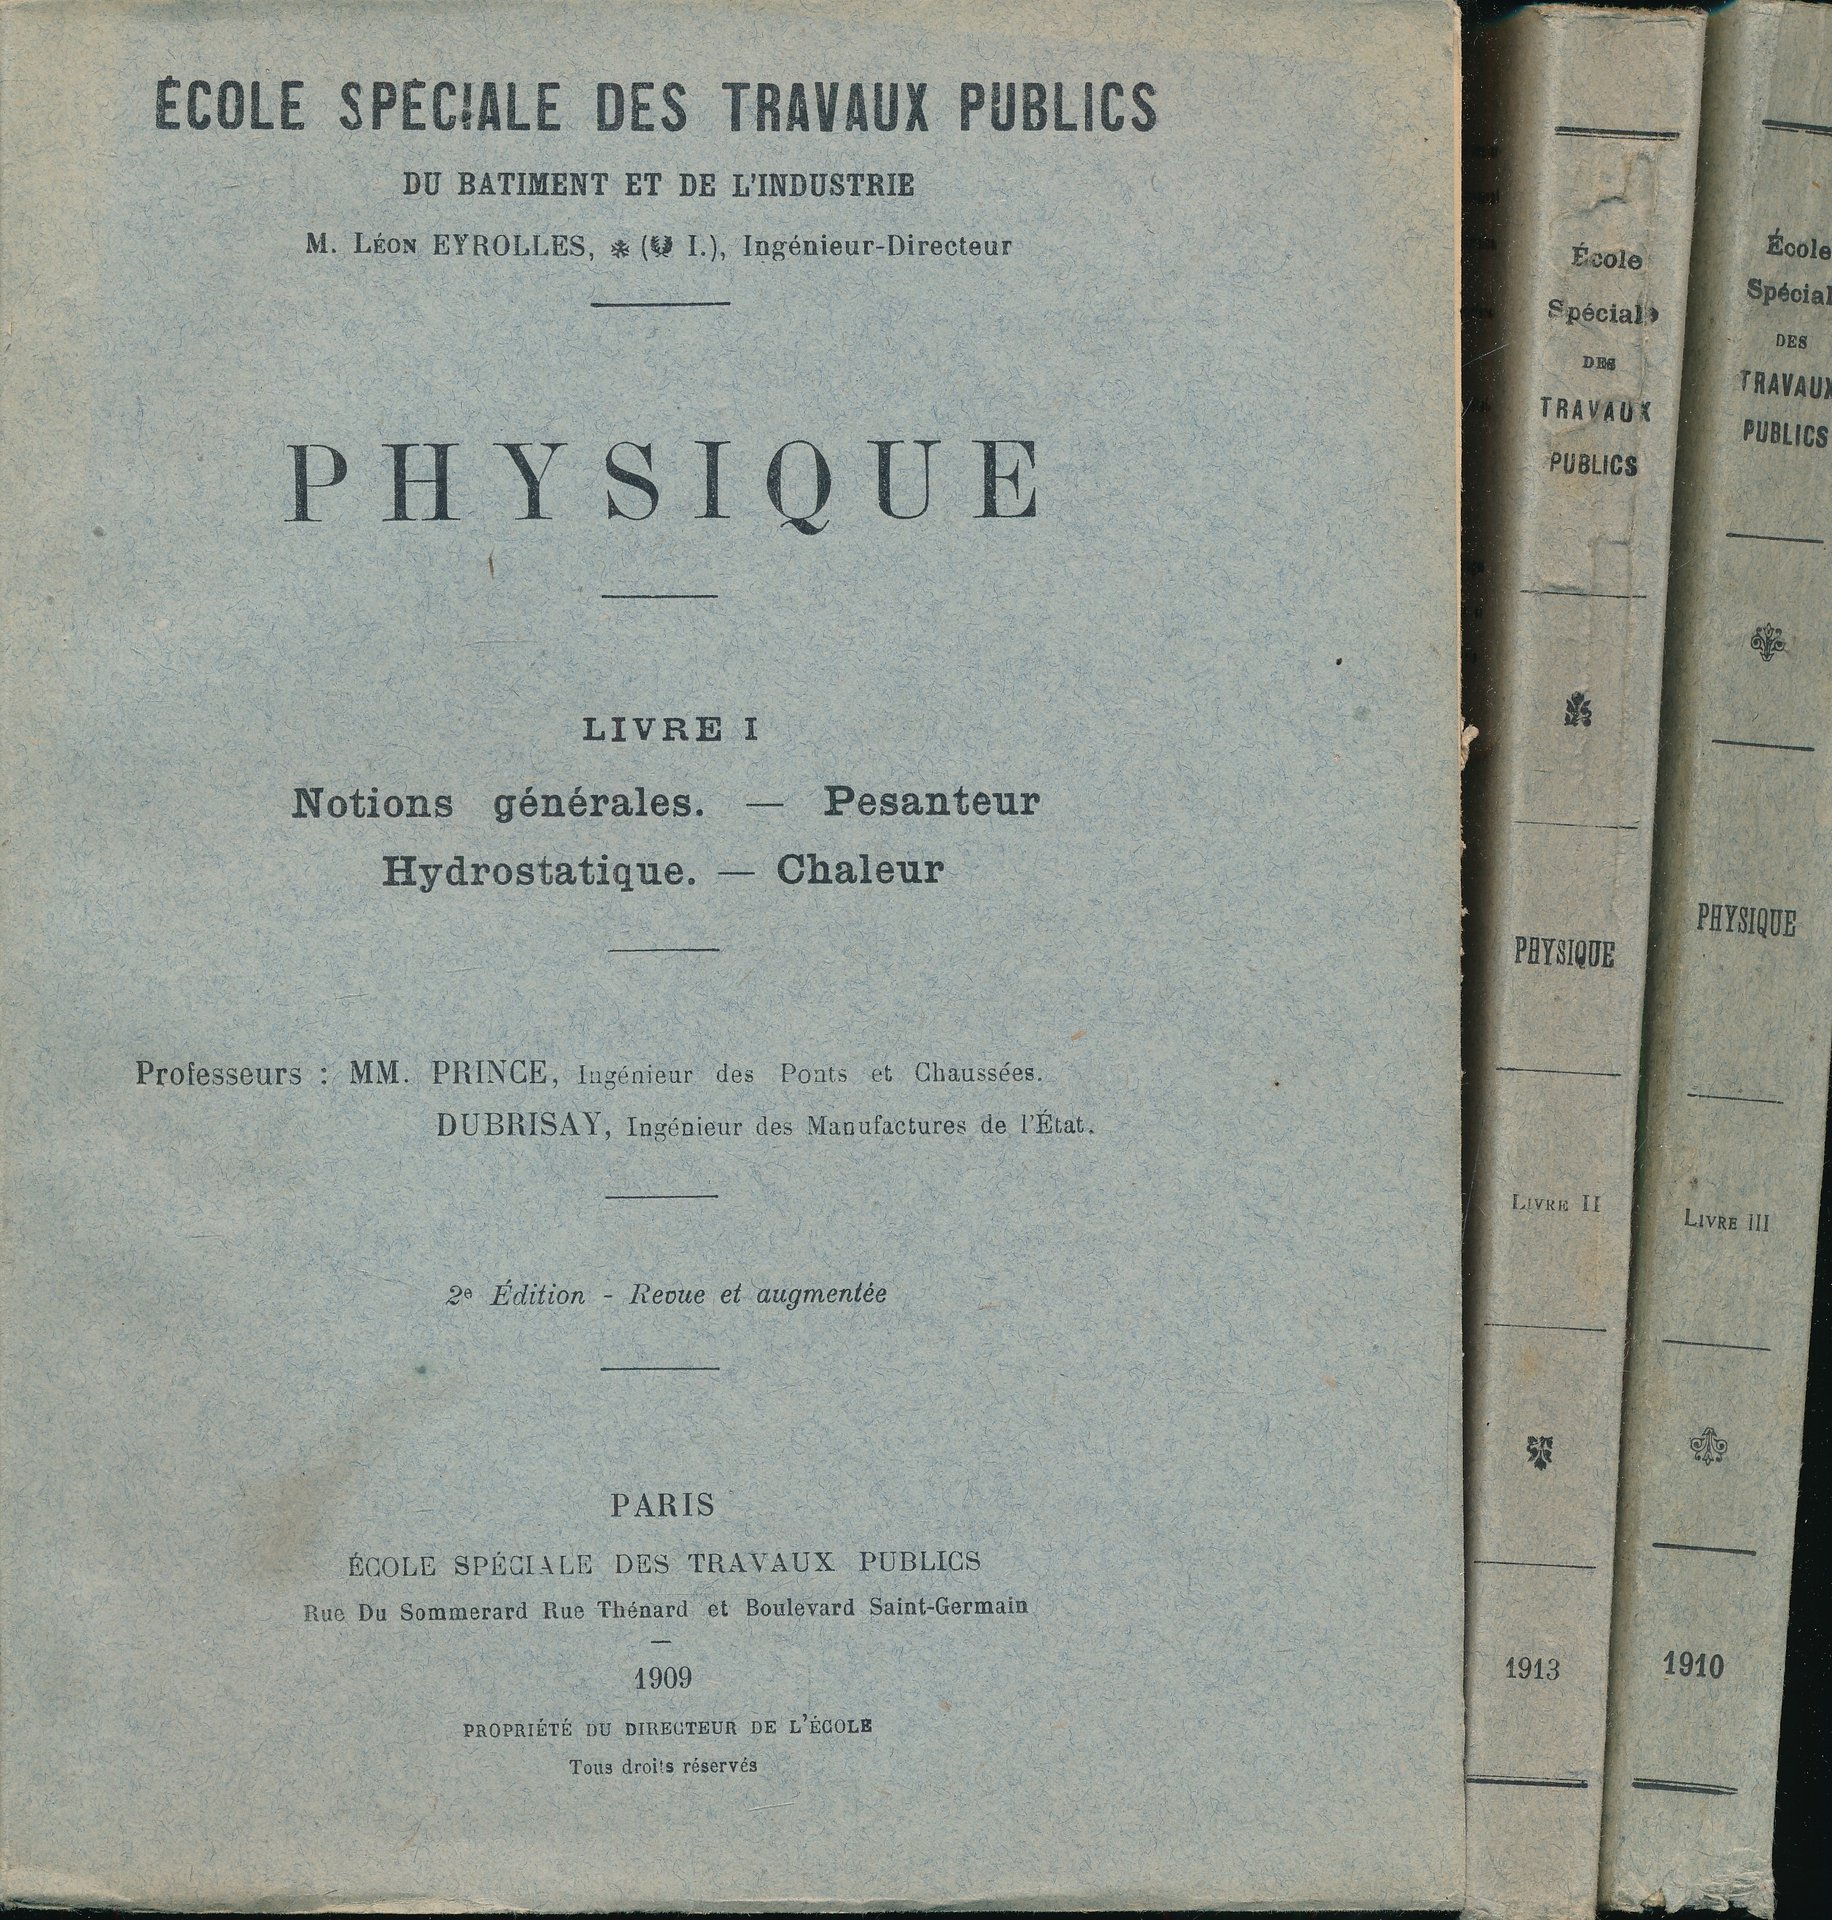 ÉCOLE SPÉCIALE DES TRAVAUX PUBLICS
DU BATIMENT ET DE L'INDUSTRIE
M. LÉON EYROLLES, ( I.), Ingénieur-Directeur
PHYSIQUE
LIVRE I
Notions générales. — Pesanteur
Hydrostatique. — Chaleur
Professeurs : MM. PRINCE, Ingénieur des Ponts et Chaussées.
DUBRISAY, Ingénieur des Manufactures de l'État.
2e Édition - Revue et augmentée
PARIS
ÉCOLE SPÉCIALE DES TRAVAUX PUBLICS
Rue Du Sommerard Rue Thénard et Boulevard Saint-Germain
1909
PROPRIÉTÉ DU DIRECTEUR DE L'ÉCOLE
Tous droits réservés
École
Spéciale
DES
TRAVAUX
PUBLICS
PHYSIQUE
LIVRE II
1913
École
Spécial
DES
TRAVAUX
PUBLICS
PHYSIQUE
LIVRE III
1910